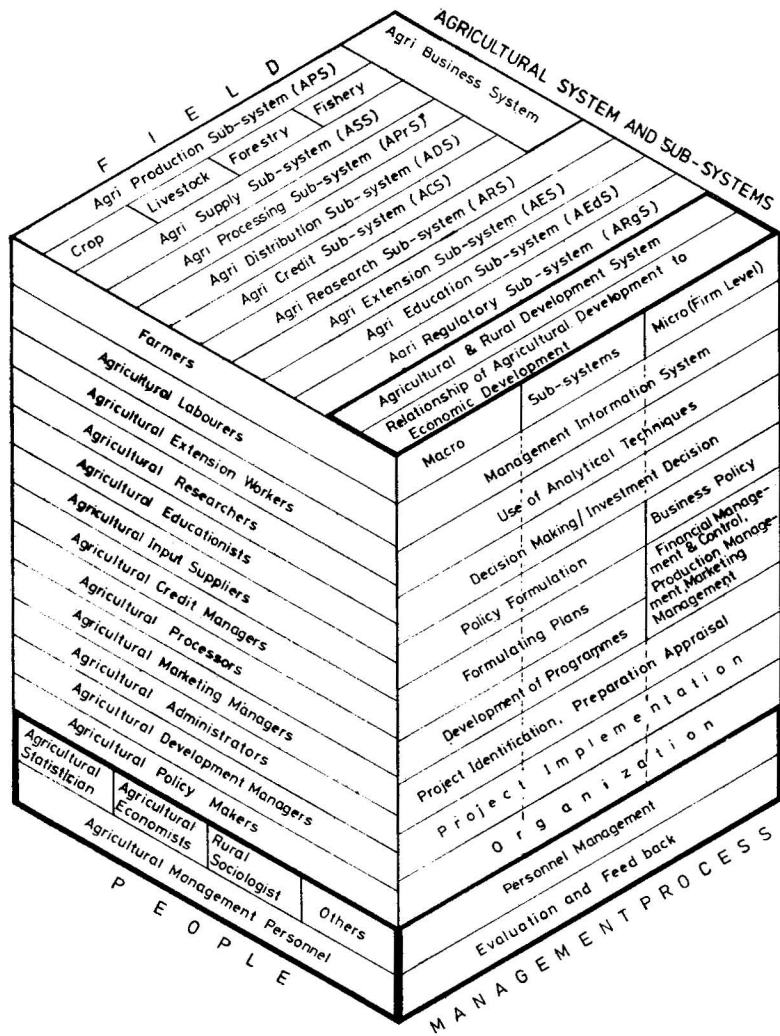 FIELD
AGRICULTURAL SYSTEM AND SUB-SYSTEMS
Agri Business System
Agri Production Sub-system (APS)
Crop
Livestock
Forestry
Fishery
Agri Supply Sub-system (ASS)
Agri Processing Sub-system (APrS)
Agri Distribution Sub-system (ADS)
Agri Credit Sub-system (ACS)
Agri Reasearch Sub-system (ARS)
Agri Extension Sub-system (AES)
Agri Education Sub-system (AEdS)
Agri Regulatory Sub-system (ARgS)
Agricultural & Rural Development System
Relationship of Agricultural Development to
Economic Development
Farmers
Agricultural Labourers
Agricultural Extension Workers
Agricultural Researchers
Agricultural Educationists
Agricultural Input Suppliers
Agricultural Credit Managers
Agricultural Processors
Agricultural Marketing Managers
Agricultural Administrators
Agricultural Development Managers
Agricultural Policy Makers
Agricultural
Statistician
Agricultural
Economists
Rural
Sociologist
Others
Agricultural Management Personnel
PEOPLE
Macro
Sub-systems
Micro (Firm Level)
Management Information System
Use of Analytical Techniques
Decision Making/Investment Decision
Policy Formulation
Business Policy
Formulating Plans
Financial Manage-
ment & Control,
Production Manage-
ment Marketing
Management
Development of Programmes
Project Identification, Preparation Appraisal
Project Implementation
Organization
Personnel Management
Evaluation and Feed back
MANAGEMENT PROCESS